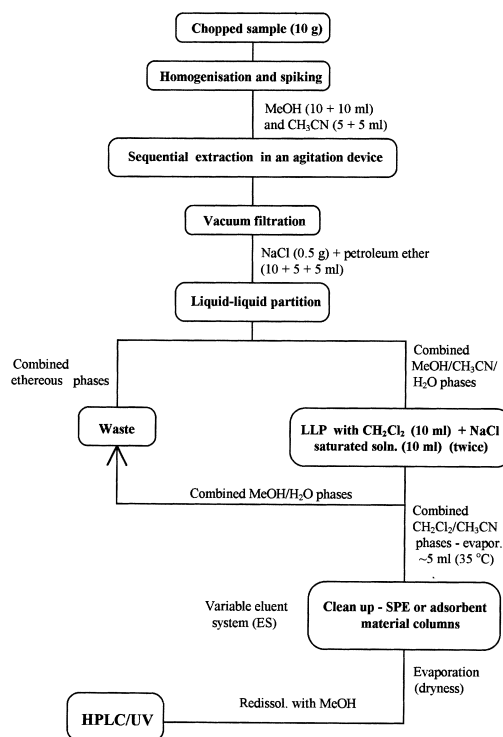 Chopped sample (10 g)
Homogenisation and spiking
MeOH (10 + 10 ml)
and CH₃CN (5 + 5 ml)
Sequential extraction in an agitation device
Vacuum filtration
NaCl (0.5 g) + petroleum ether
(10 + 5 + 5 ml)
Liquid-liquid partition
Combined
ethereous phases
Combined
MeOH/CH₃CN/
H₂O phases
Waste
LLP with CH₂Cl₂ (10 ml) + NaCl
saturated soln. (10 ml) (twice)
Combined MeOH/H₂O phases
Combined
CH₂Cl₂/CH₃CN
phases - evapor.
~5 ml (35 °C)
Variable eluent
system (ES)
Clean up - SPE or adsorbent
material columns
Evaporation
(dryness)
Redissol. with MeOH
HPLC/UV